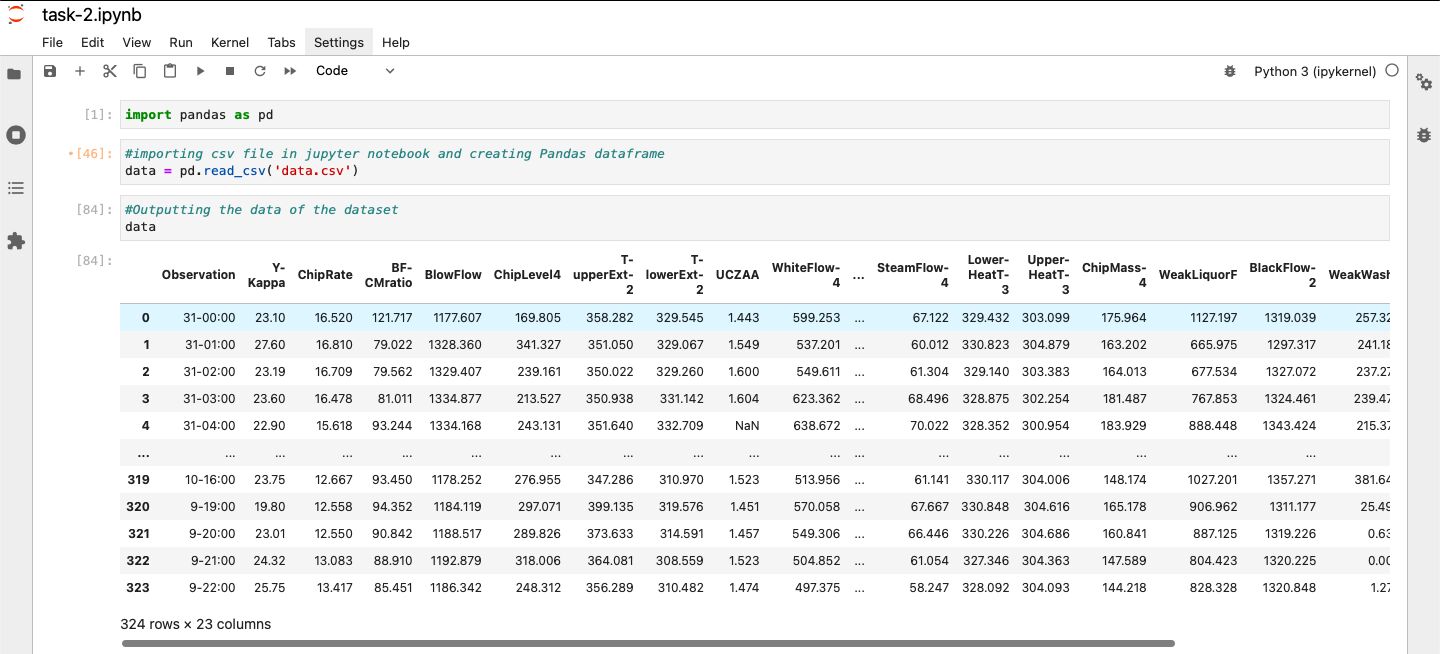 task-2.ipynb
File Edit View Run Kernel Tabs Settings Help
Code Python 3 (ipykernel)
[1]: import pandas as pd
[46]: #importing csv file in jupyter notebook and creating Pandas dataframe
data = pd.read_csv('data.csv')
[84]: #Outputting the data of the dataset
data
[84]:
Observation Y-Kappa ChipRate BF-CMratio BlowFlow ChipLevel4 T-upperExt-2 T-lowerExt-2 UCZAA WhiteFlow-4 ... SteamFlow-4 Lower-HeatT-3 Upper-HeatT-3 ChipMass-4 WeakLiquorF BlackFlow-2 WeakWash
0 31-00:00 23.10 16.520 121.717 1177.607 169.805 358.282 329.545 1.443 599.253 ... 67.122 329.432 303.099 175.964 1127.197 1319.039 257.32
1 31-01:00 27.60 16.810 79.022 1328.360 341.327 351.050 329.067 1.549 537.201 ... 60.012 330.823 304.879 163.202 665.975 1297.317 241.18
2 31-02:00 23.19 16.709 79.562 1329.407 239.161 350.022 329.260 1.600 549.611 ... 61.304 329.140 303.383 164.013 677.534 1327.072 237.27
3 31-03:00 23.60 16.478 81.011 1334.877 213.527 350.938 331.142 1.604 623.362 ... 68.496 328.875 302.254 181.487 767.853 1324.461 239.47
4 31-04:00 22.90 15.618 93.244 1334.168 243.131 351.640 332.709 NaN 638.672 ... 70.022 328.352 300.954 183.929 888.448 1343.424 215.37
... ... ... ... ... ... ... ... ... ... ... ... ... ... ... ... ... ...
319 10-16:00 23.75 12.667 93.450 1178.252 276.955 347.286 310.970 1.523 513.956 ... 61.141 330.117 304.006 148.174 1027.201 1357.271 381.64
320 9-19:00 19.80 12.558 94.352 1184.119 297.071 399.135 319.576 1.451 570.058 ... 67.667 330.848 304.616 165.178 906.962 1311.177 25.49
321 9-20:00 23.01 12.550 90.842 1188.517 289.826 373.633 314.591 1.457 549.306 ... 66.446 330.226 304.686 160.841 887.125 1319.226 0.63
322 9-21:00 24.32 13.083 88.910 1192.879 318.006 364.081 308.559 1.523 504.852 ... 61.054 327.346 304.363 147.589 804.423 1320.225 0.00
323 9-22:00 25.75 13.417 85.451 1186.342 248.312 356.289 310.482 1.474 497.375 ... 58.247 328.092 304.093 144.218 828.328 1320.848 1.27
324 rows × 23 columns